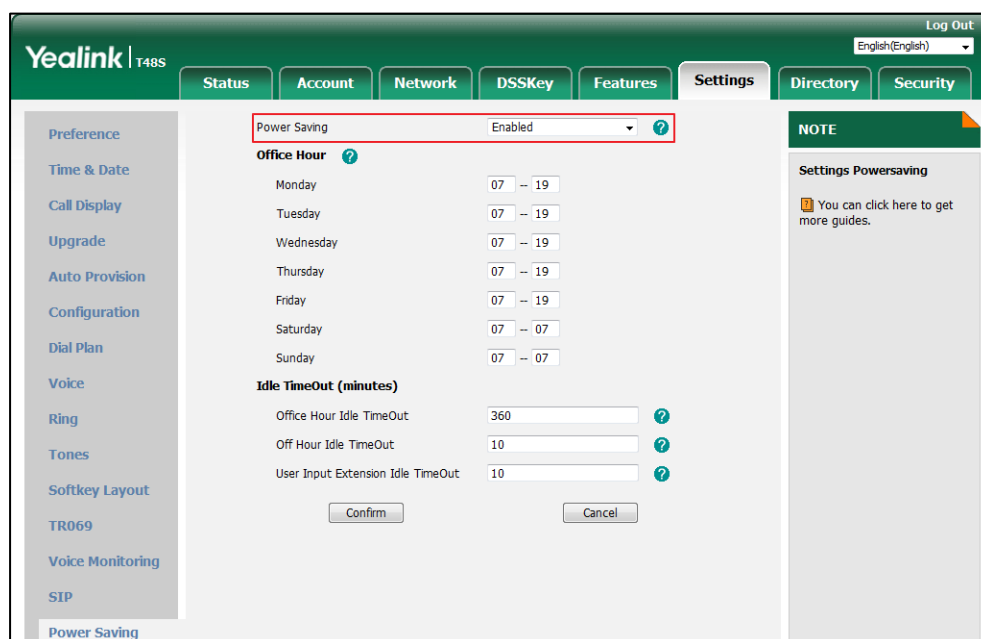 Log Out
Yealink T48S
English(English)
Status Account Network DSSKey Features Settings Directory Security
Preference
Time & Date
Call Display
Upgrade
Auto Provision
Configuration
Dial Plan
Voice
Ring
Tones
Softkey Layout
TR069
Voice Monitoring
SIP
Power Saving
Power Saving Enabled ?
Office Hour ?
Monday 07 -- 19
Tuesday 07 -- 19
Wednesday 07 -- 19
Thursday 07 -- 19
Friday 07 -- 19
Saturday 07 -- 07
Sunday 07 -- 07
Idle TimeOut (minutes)
Office Hour Idle TimeOut 360 ?
Off Hour Idle TimeOut 10 ?
User Input Extension Idle TimeOut 10 ?
Confirm Cancel
NOTE
Settings Powersaving
? You can click here to get
more guides.